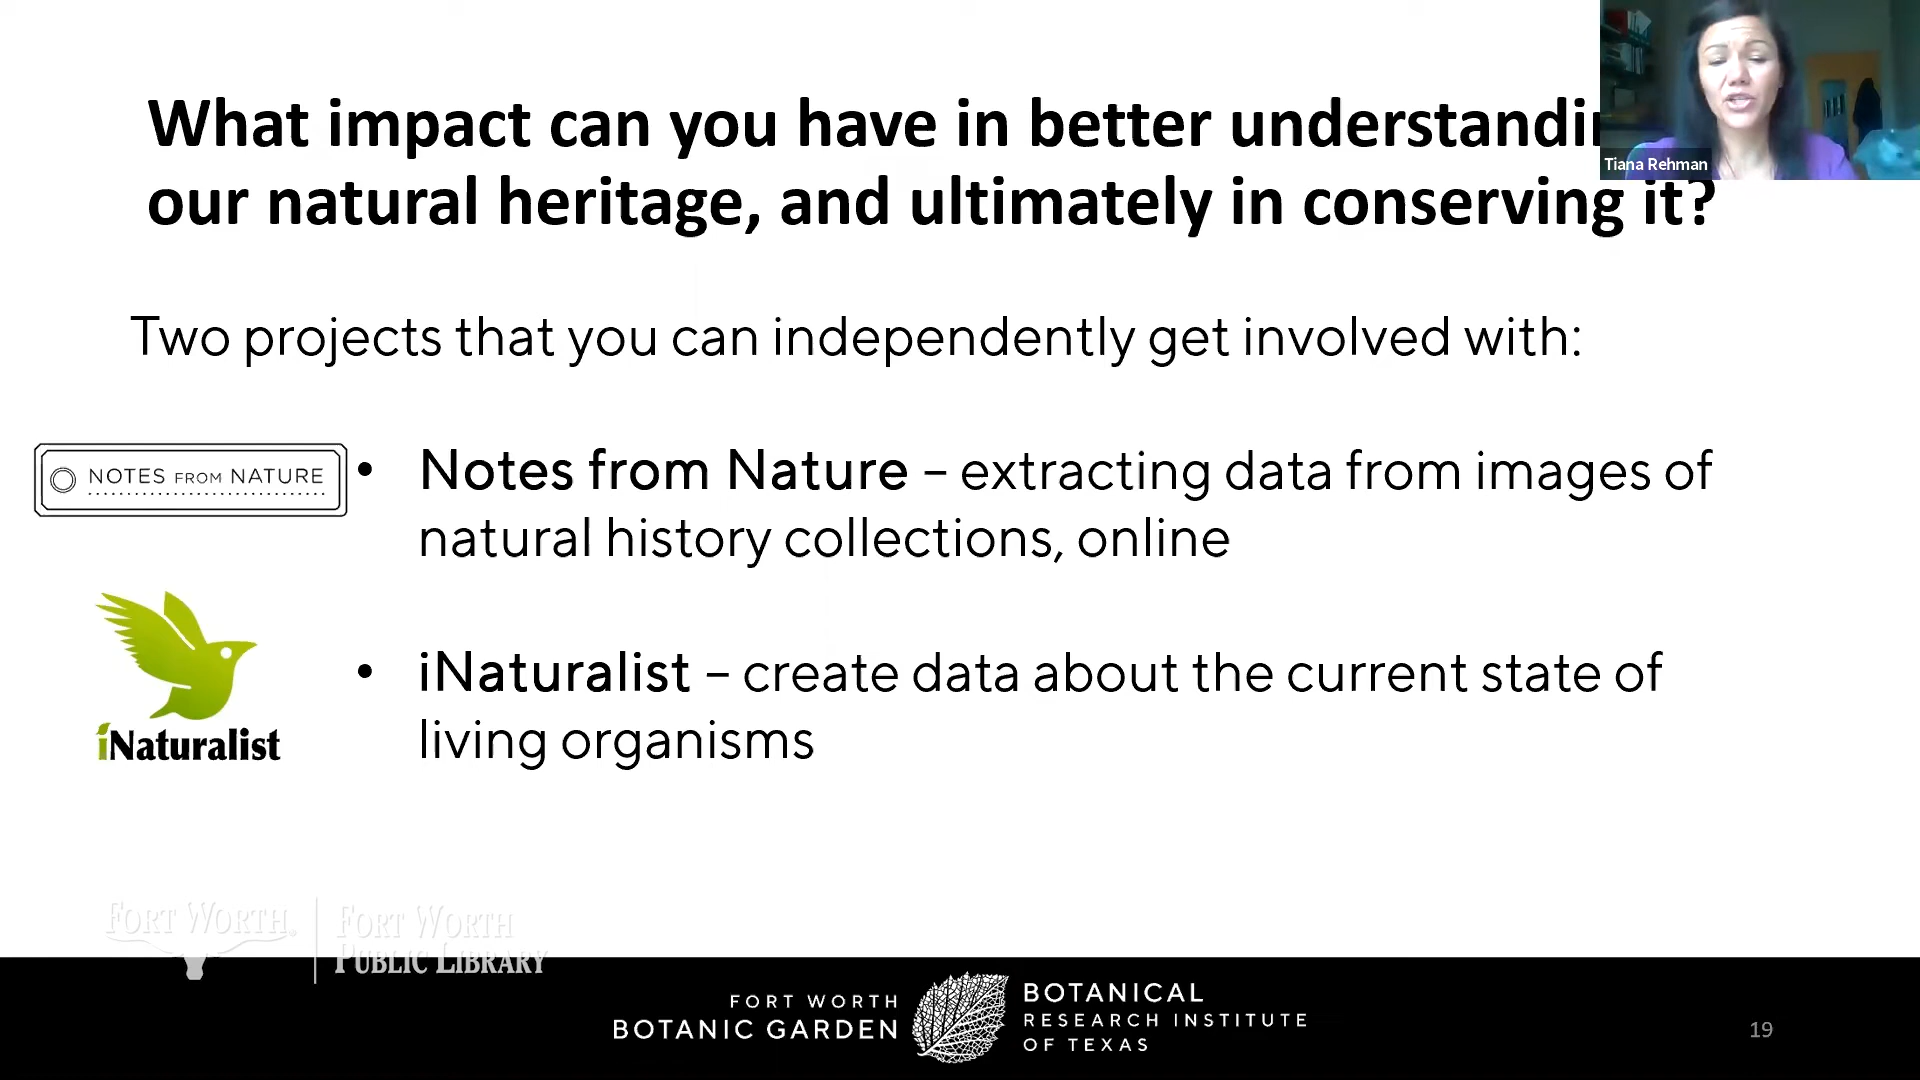 What impact can you have in better understandin
our natural heritage, and ultimately in conserving it?
Tiana Rehman
Two projects that you can independently get involved with:
NOTES FROM NATURE
• Notes from Nature – extracting data from images of
natural history collections, online
iNaturalist
• iNaturalist – create data about the current state of
living organisms
FORT WORTH®
FORT WORTH
PUBLIC LIBRARY
FORT WORTH
BOTANIC GARDEN
BOTANICAL
RESEARCH INSTITUTE
OF TEXAS
19